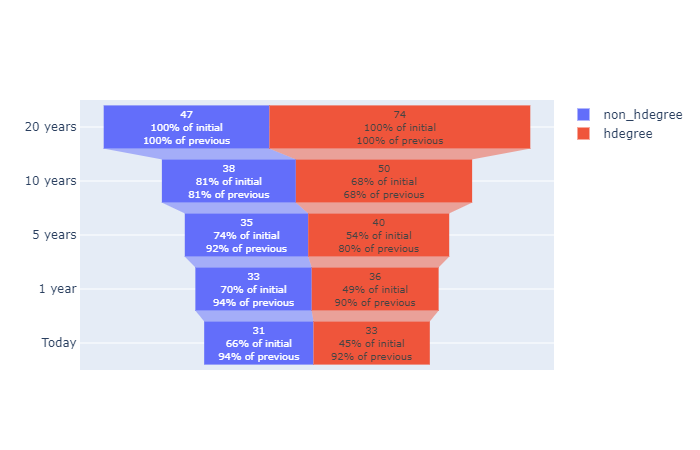 20 years
47
100% of initial
100% of previous
74
100% of initial
100% of previous
10 years
38
81% of initial
81% of previous
50
68% of initial
68% of previous
5 years
35
74% of initial
92% of previous
40
54% of initial
80% of previous
1 year
33
70% of initial
94% of previous
36
49% of initial
90% of previous
Today
31
66% of initial
94% of previous
33
45% of initial
92% of previous
non_hdegree
hdegree